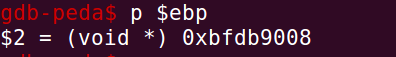 gdb-peda$ p $ebp
$2 = (void *) 0xbfdb9008